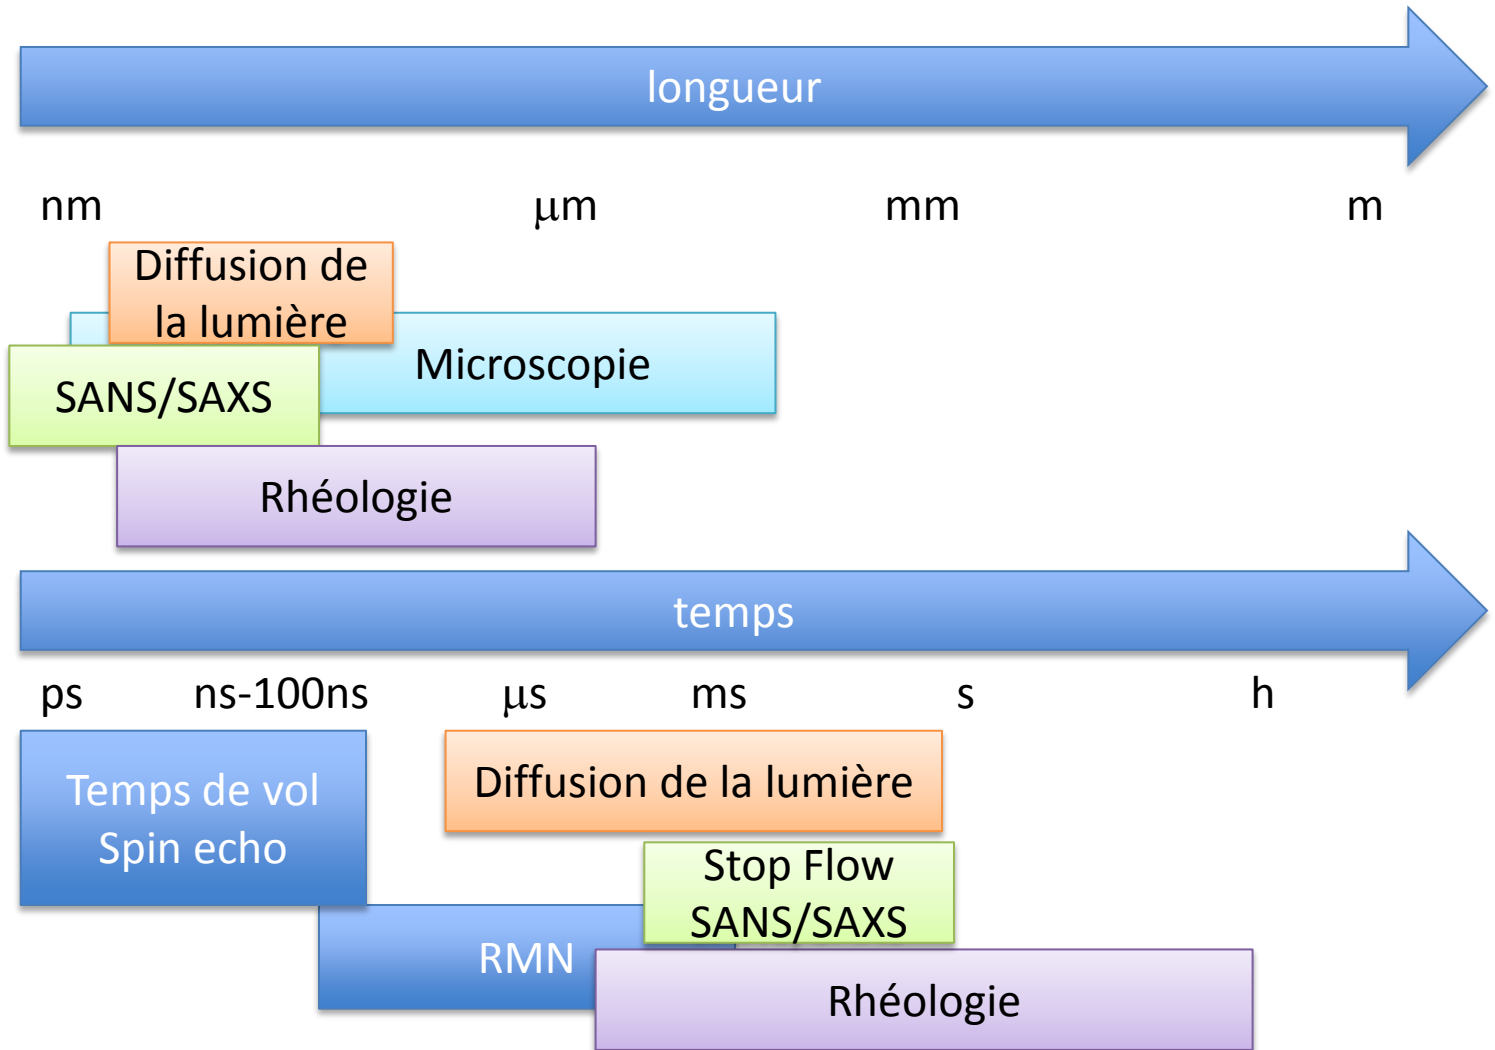 longueur
nm μm mm m
Diffusion de
la lumière
Microscopie
SANS/SAXS
Rhéologie
temps
ps ns-100ns μs ms s h
Temps de vol
Spin echo
Diffusion de la lumière
Stop Flow
SANS/SAXS
RMN
Rhéologie